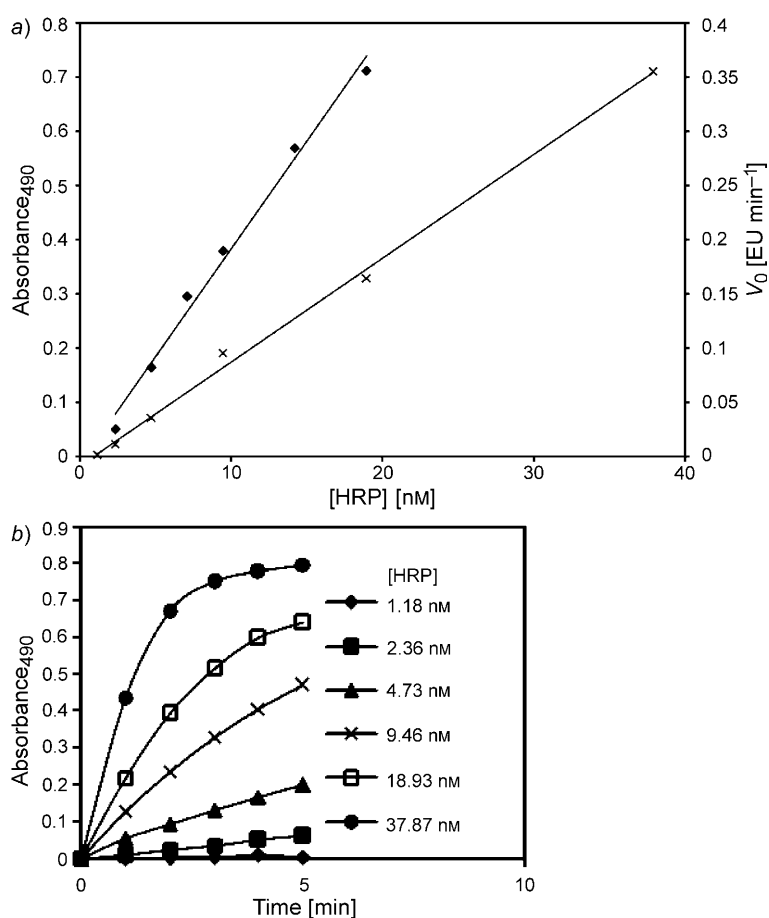 a)
0.8
0.7
0.6
0.5
0.4
0.3
0.2
0.1
0
Absorbance490
0.4
0.35
0.3
0.25
0.2
0.15
0.1
0.05
0
V0 [EU min–1]
0
10
20
30
40
[HRP] [nM]
b)
0.9
0.8
0.7
0.6
0.5
0.4
0.3
0.2
0.1
0
Absorbance490
[HRP]
1.18 nM
2.36 nM
4.73 nM
9.46 nM
18.93 nM
37.87 nM
0
5
10
Time [min]